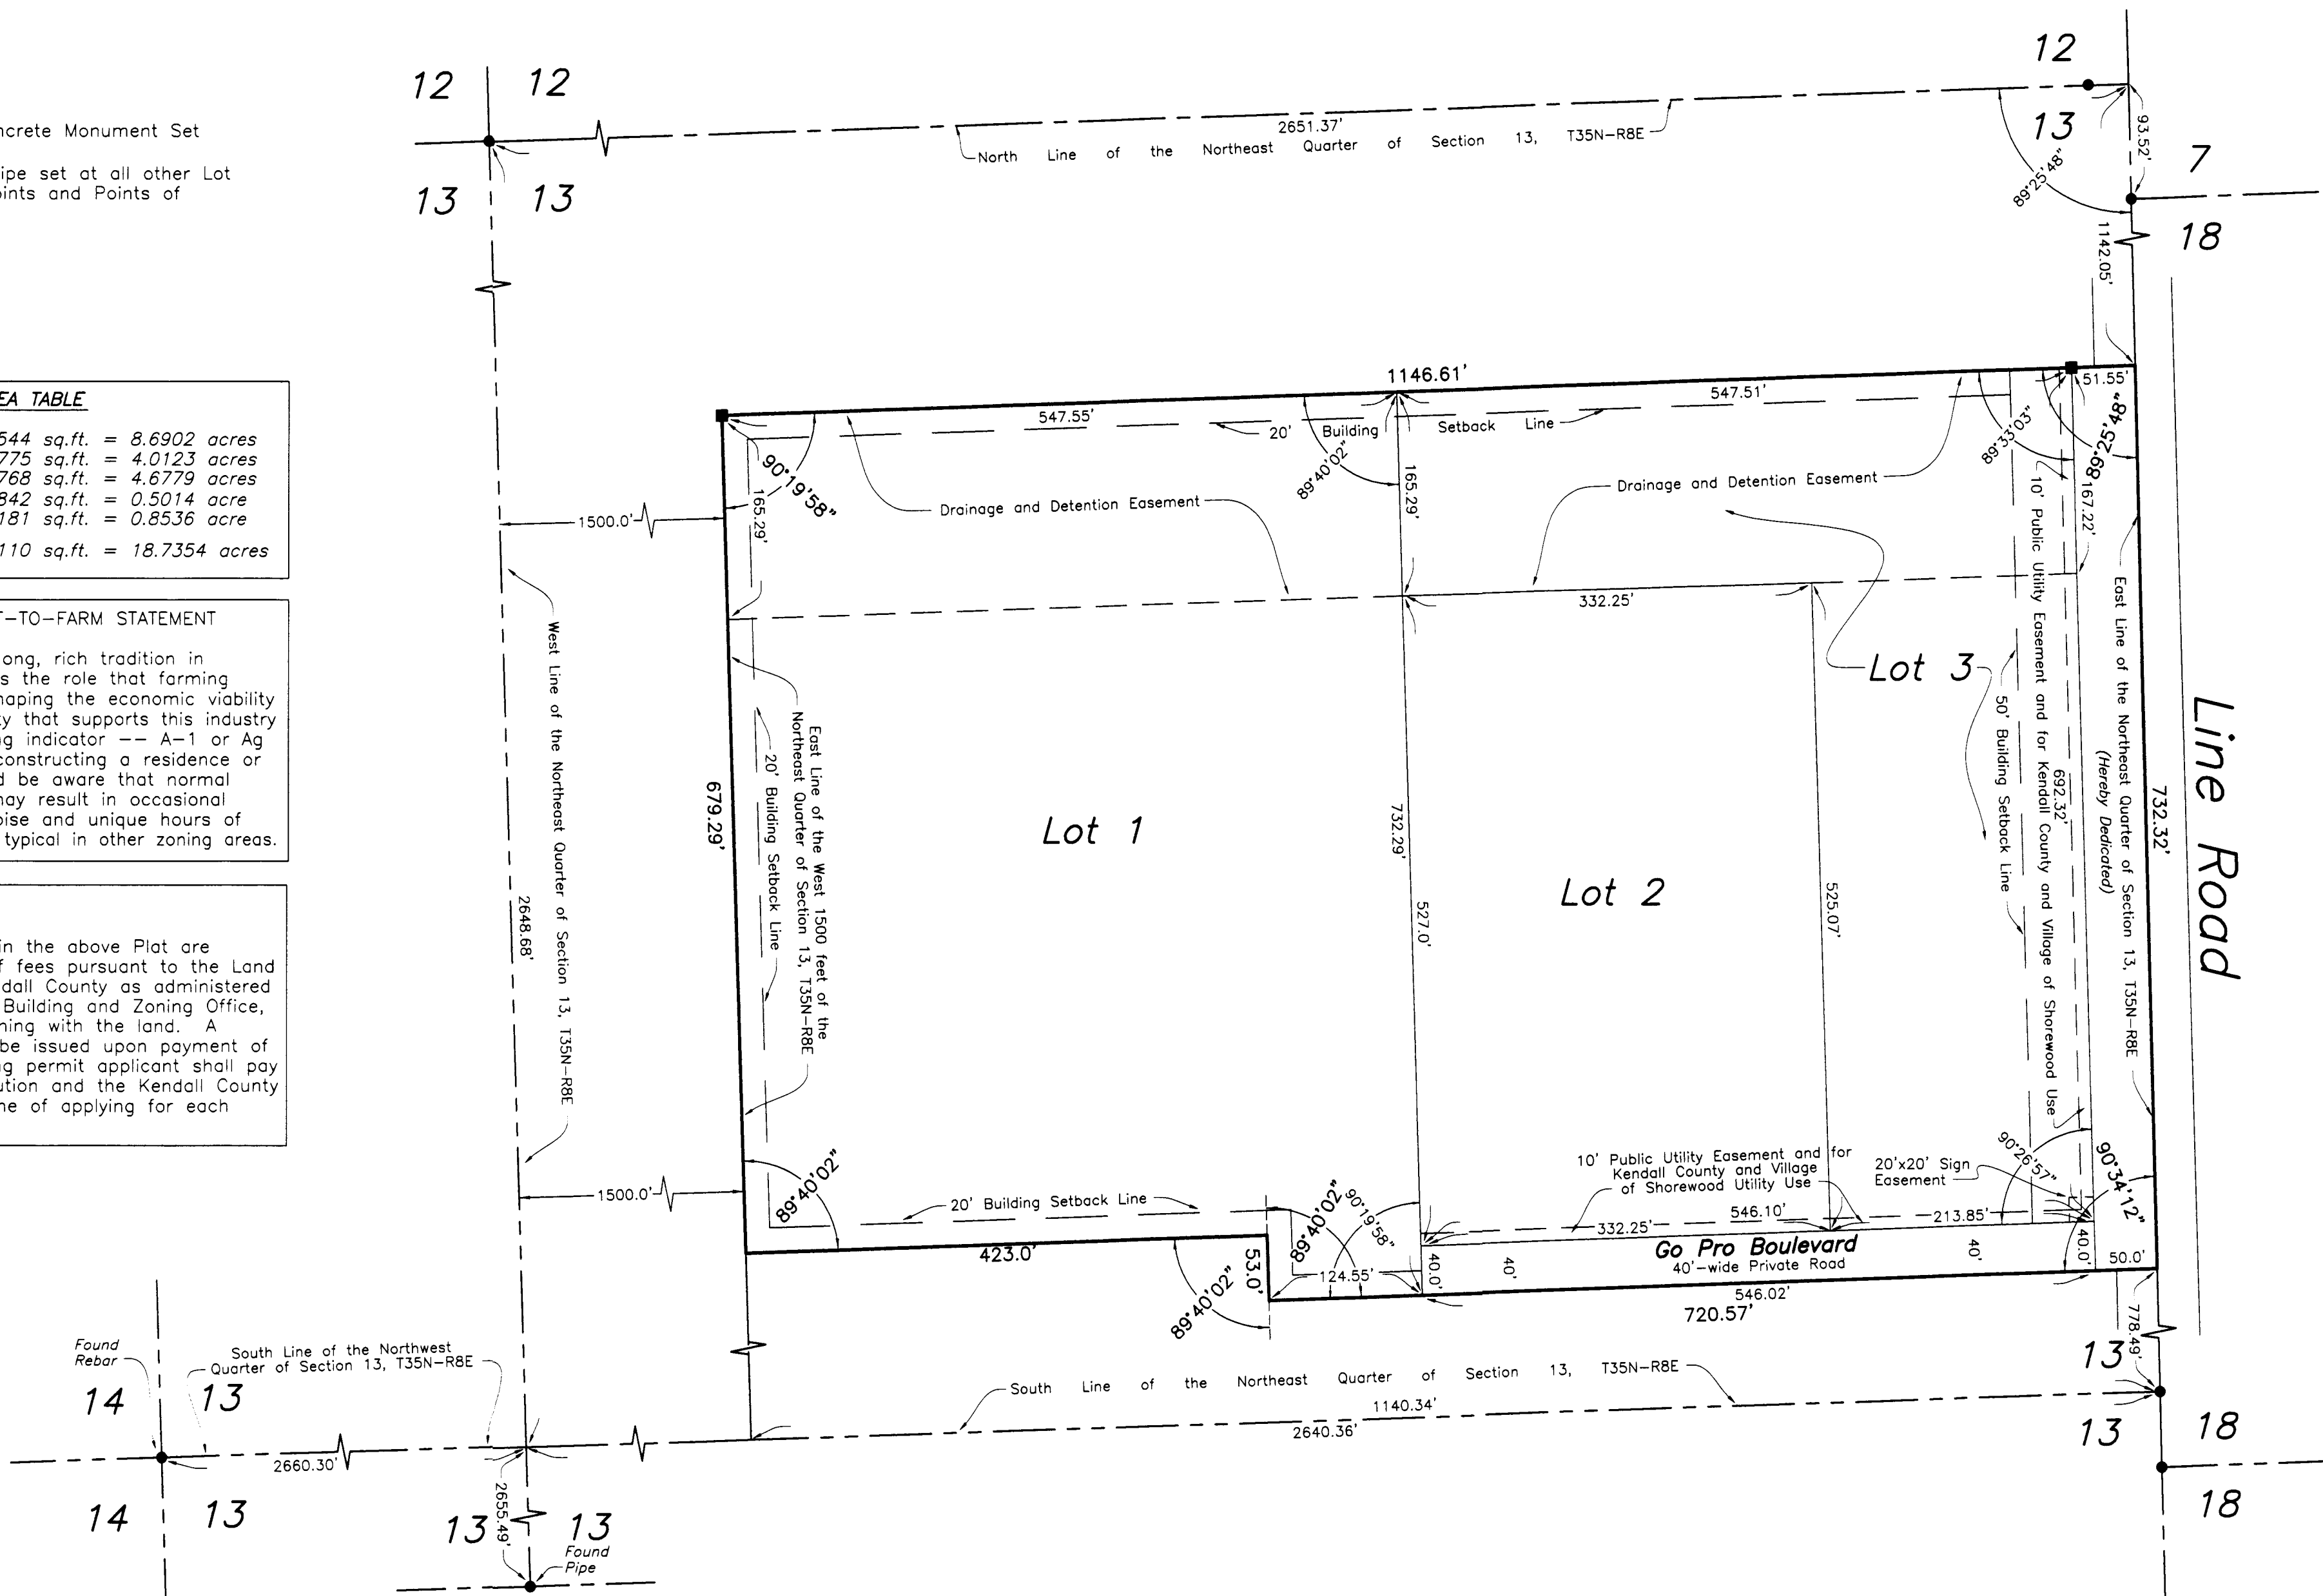 12
12
12
13
13
13
7
18
2651.37'
North Line of the Northeast Quarter of Section 13, T35N-R8E
93.52'
89°25'48"
1142.05'
Concrete Monument Set
Pipe set at all other Lot
Points and Points of
AREA TABLE
544 sq.ft. = 8.6902 acres
775 sq.ft. = 4.0123 acres
768 sq.ft. = 4.6779 acres
842 sq.ft. = 0.5014 acre
181 sq.ft. = 0.8536 acre
110 sq.ft. = 18.7354 acres
T-TO-FARM STATEMENT
long, rich tradition in
s the role that farming
haping the economic viability
ty that supports this industry
ng indicator -- A-1 or Ag
constructing a residence or
d be aware that normal
may result in occasional
oise and unique hours of
typical in other zoning areas.
in the above Plat are
f fees pursuant to the Land
dall County as administered
Building and Zoning Office,
ning with the land. A
be issued upon payment of
ng permit applicant shall pay
ution and the Kendall County
me of applying for each
1146.61'
547.55'
547.51'
51.55'
20' Building Setback Line
90°19'58"
89°40'02"
89°33'03"
89°25'48"
165.29'
165.29'
167.22'
Drainage and Detention Easement
Drainage and Detention Easement
1500.0'
332.25'
Lot 1
Lot 2
Lot 3
West Line of the Northeast Quarter of Section 13, T35N-R8E
2648.68'
679.29'
20' Building Setback Line
East Line of the West 1500 feet of the
Northeast Quarter of Section 13, T35N-R8E
732.29'
527.0'
525.07'
50' Building Setback Line
10' Public Utility Easement and for Kendall County and Village of Shorewood Use
692.32'
(Hereby Dedicated)
East Line of the Northeast Quarter of Section 13, T35N-R8E
732.32'
Line Road
1500.0'
89°40'02"
20' Building Setback Line
423.0'
53.0'
89°40'02"
89°40'02"
90°19'58"
124.55'
10' Public Utility Easement and for
Kendall County and Village
of Shorewood Utility Use
20'x20' Sign
Easement
90°26'57"
90°34'12"
546.10'
332.25'
213.85'
Go Pro Boulevard
40'-wide Private Road
40.0'
40'
40'
40.0'
50.0'
546.02'
720.57'
778.49'
Found
Rebar
South Line of the Northwest
Quarter of Section 13, T35N-R8E
South Line of the Northeast Quarter of Section 13, T35N-R8E
1140.34'
2640.36'
2660.30'
2655.49'
14
13
13
14
13
13
13
13
18
18
Found
Pipe